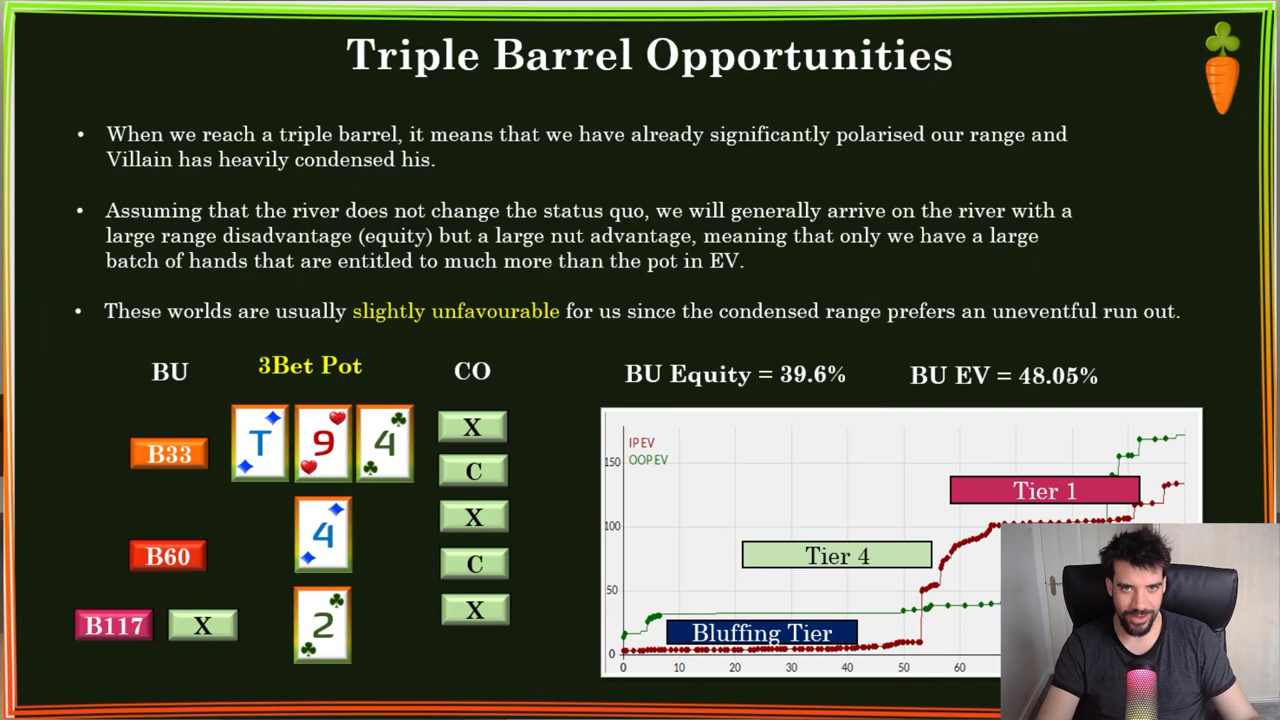 Triple Barrel Opportunities
• When we reach a triple barrel, it means that we have already significantly polarised our range and
Villain has heavily condensed his.
• Assuming that the river does not change the status quo, we will generally arrive on the river with a
large range disadvantage (equity) but a large nut advantage, meaning that only we have a large
batch of hands that are entitled to much more than the pot in EV.
• These worlds are usually slightly unfavourable for us since the condensed range prefers an uneventful run out.
BU 3Bet Pot CO
BU Equity = 39.6% BU EV = 48.05%
B33 T 9 4 X
C
B60 4 X
C
B117 X 2 X
IPEV
OOPEV
150
100
50
0
0 10 20 30 40 50 60
Tier 1
Tier 4
Bluffing Tier